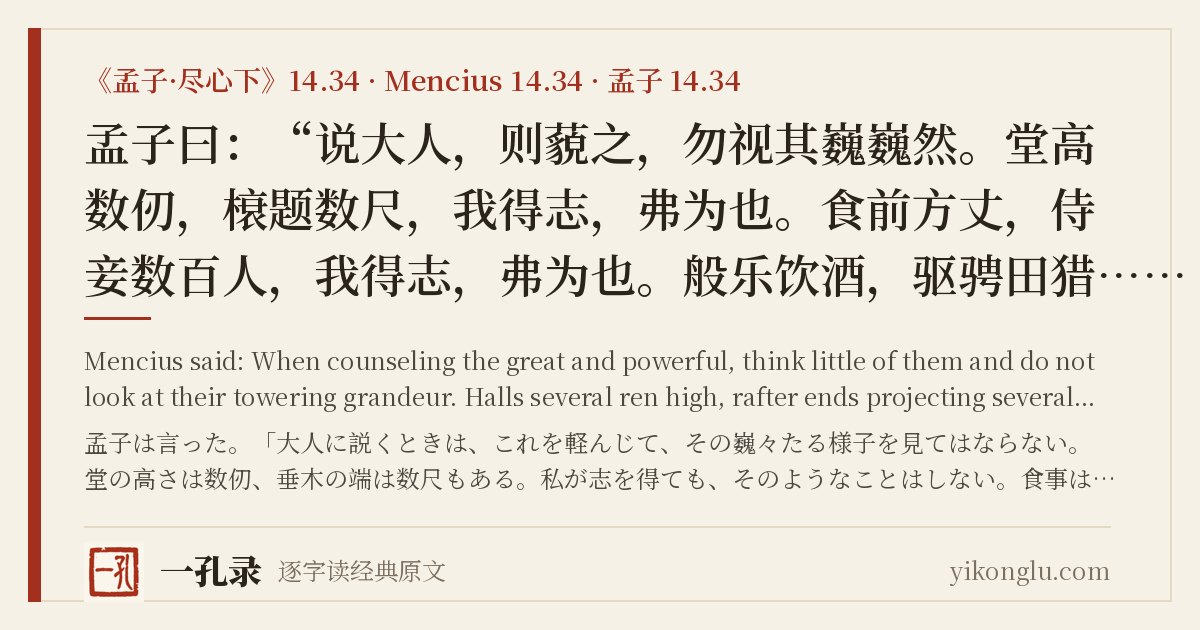 《孟子·尽心下》14.34 · Mencius 14.34 · 孟子 14.34
孟子曰：“说大人，则藐之，勿视其巍巍然。堂高
数仞，榱题数尺，我得志，弗为也。食前方丈，侍
妾数百人，我得志，弗为也。般乐饮酒，驱骋田猎……
Mencius said: When counseling the great and powerful, think little of them and do not
look at their towering grandeur. Halls several ren high, rafter ends projecting several...
孟子は言った。「大人に説くときは、これを軽んじて、その巍々たる様子を見てはならない。
堂の高さは数仞、垂木の端は数尺もある。私が志を得ても、そのようなことはしない。食事は…
一孔
一孔录 逐字读经典原文
yikonglu.com